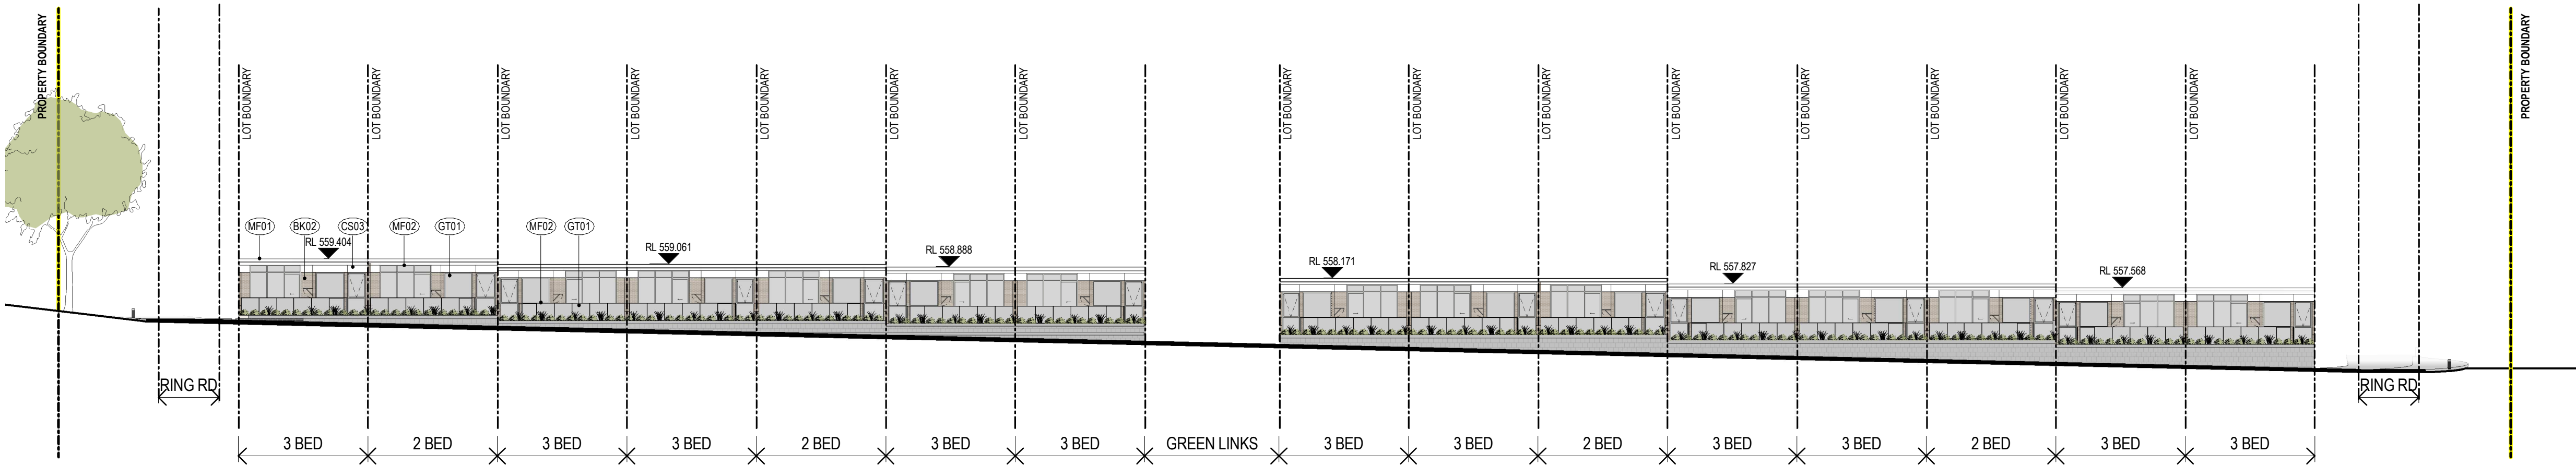 PROPERTY BOUNDARY
LOT BOUNDARY
LOT BOUNDARY
LOT BOUNDARY
LOT BOUNDARY
LOT BOUNDARY
LOT BOUNDARY
LOT BOUNDARY
LOT BOUNDARY
LOT BOUNDARY
LOT BOUNDARY
LOT BOUNDARY
LOT BOUNDARY
LOT BOUNDARY
LOT BOUNDARY
PROPERTY BOUNDARY
MF01
BK02
CS03
MF02
GT01
MF02
GT01
RL 559.404
RL 559.061
RL 558.888
RL 558.171
RL 557.827
RL 557.568
RING RD
RING RD
3 BED
2 BED
3 BED
3 BED
2 BED
3 BED
3 BED
GREEN LINKS
3 BED
3 BED
2 BED
3 BED
3 BED
2 BED
3 BED
3 BED